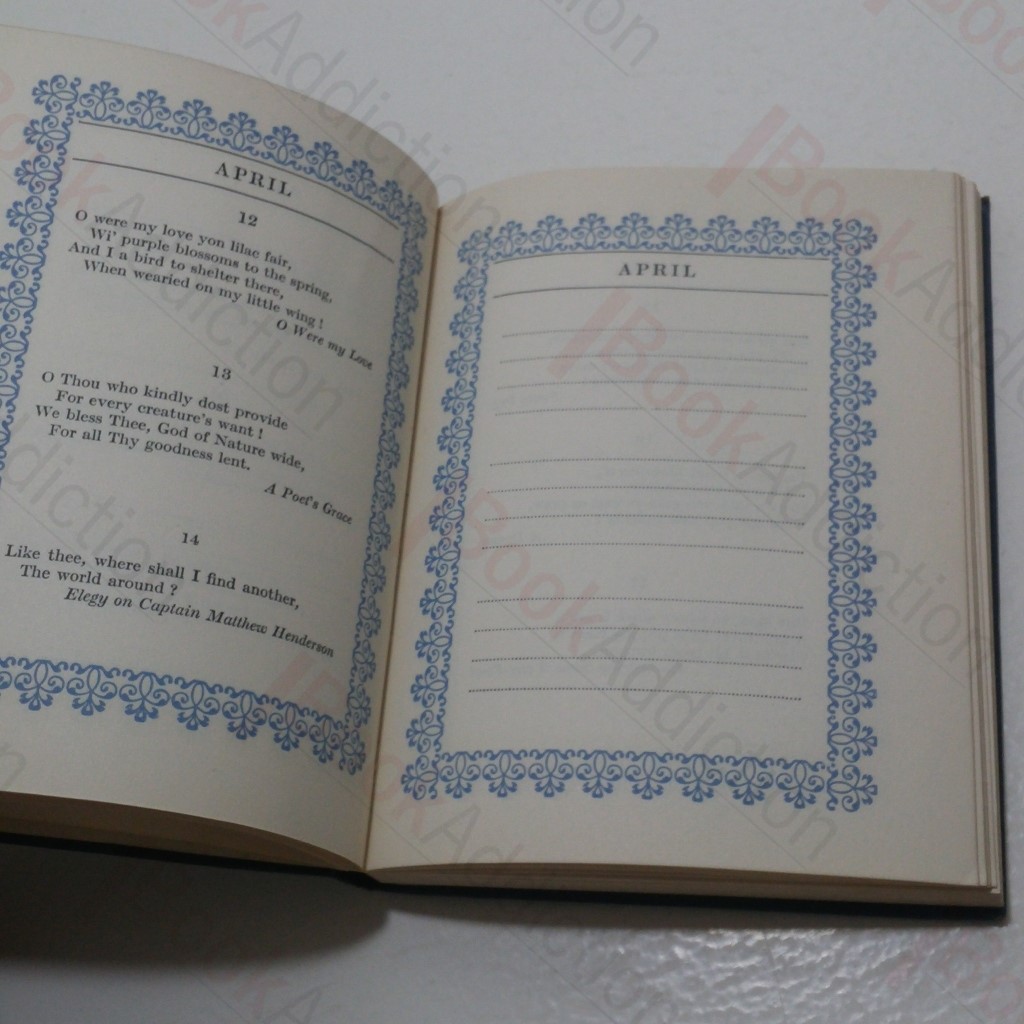 APRIL
12
O were my love yon lilac fair,
Wi' purple blossoms to the spring,
And I a bird to shelter there,
When wearied on my little wing!
O Were my Love
13
O Thou who kindly dost provide
For every creature's want!
We bless Thee, God of Nature wide,
For all Thy goodness lent.
A Poet's Grace
14
Like thee, where shall I find another,
The world around?
Elegy on Captain Matthew Henderson
APRIL
BookAddiction